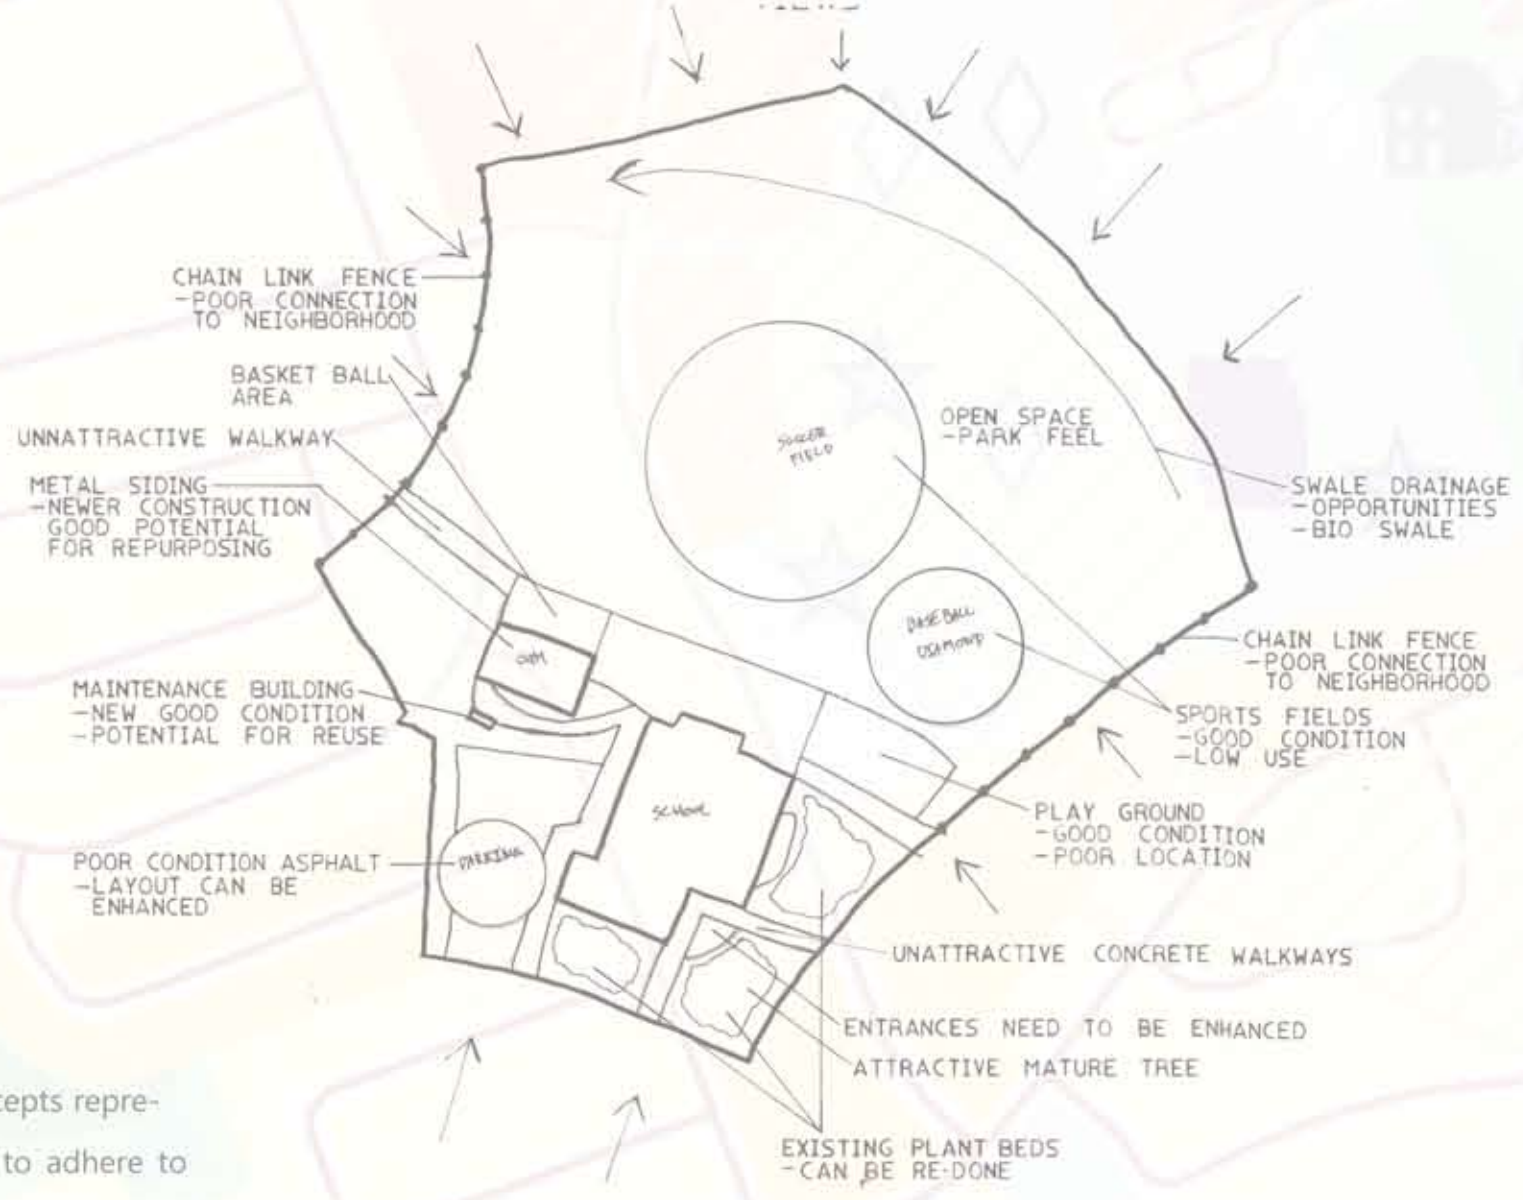 CHAIN LINK FENCE
-POOR CONNECTION
TO NEIGHBORHOOD
BASKET BALL
AREA
UNNATTRACTIVE WALKWAY
METAL SIDING
-NEWER CONSTRUCTION
GOOD POTENTIAL
FOR REPURPOSING
MAINTENANCE BUILDING
-NEW GOOD CONDITION
-POTENTIAL FOR REUSE
POOR CONDITION ASPHALT
-LAYOUT CAN BE
ENHANCED
SOCCER
FIELD
OPEN SPACE
-PARK FEEL
BASEBALL
DIAMOND
GYM
SCHOOL
PARKING
SWALE DRAINAGE
-OPPORTUNITIES
-BIO SWALE
CHAIN LINK FENCE
-POOR CONNECTION
TO NEIGHBORHOOD
SPORTS FIELDS
-GOOD CONDITION
-LOW USE
PLAY GROUND
-GOOD CONDITION
-POOR LOCATION
UNATTRACTIVE CONCRETE WALKWAYS
ENTRANCES NEED TO BE ENHANCED
ATTRACTIVE MATURE TREE
EXISTING PLANT BEDS
-CAN BE RE-DONE
cepts repre-
to adhere to